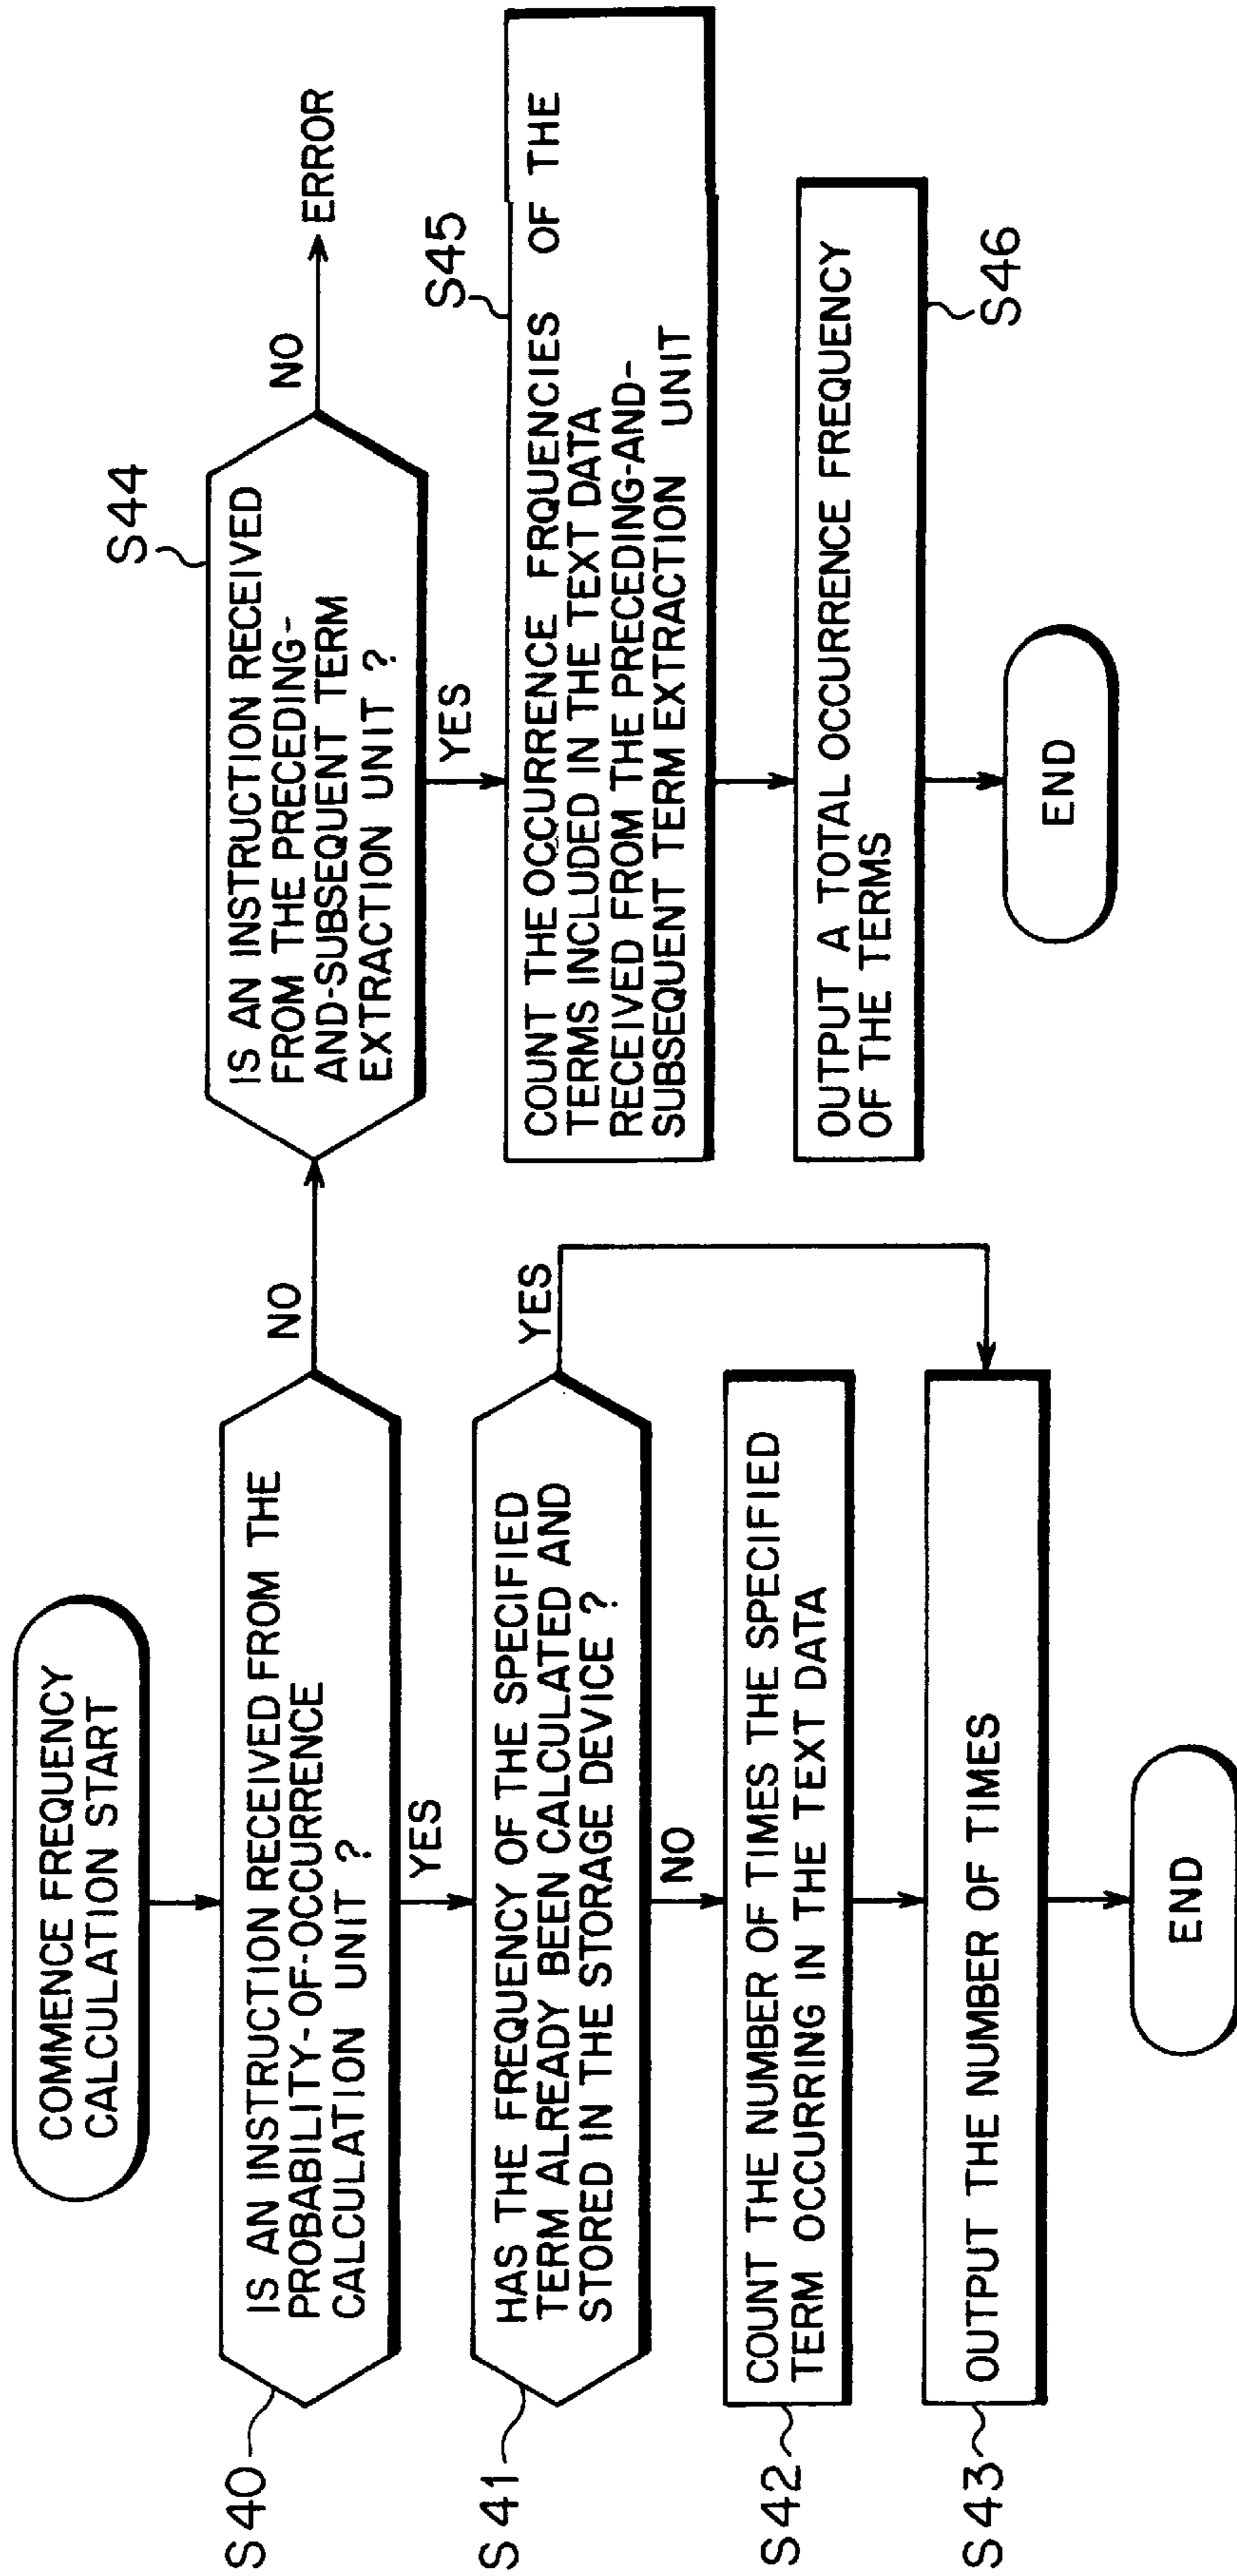 COMMENCE FREQUENCY
CALCULATION START
S40
IS AN INSTRUCTION RECEIVED FROM THE
PROBABILITY-OF-OCCURRENCE
CALCULATION UNIT ?
NO
YES
S41
HAS THE FREQUENCY OF THE SPECIFIED
TERM ALREADY BEEN CALCULATED AND
STORED IN THE STORAGE DEVICE ?
YES
NO
S42
COUNT THE NUMBER OF TIMES THE SPECIFIED
TERM OCCURRING IN THE TEXT DATA
S43
OUTPUT THE NUMBER OF TIMES
END
S44
IS AN INSTRUCTION RECEIVED
FROM THE PRECEDING-
AND-SUBSEQUENT TERM
EXTRACTION UNIT ?
NO
ERROR
YES
S45
COUNT THE OCCURRENCE FRQUENCIES OF THE
TERMS INCLUDED IN THE TEXT DATA
RECEIVED FROM THE PRECEDING-AND-
SUBSEQUENT TERM EXTRACTION UNIT
OUTPUT A TOTAL OCCURRENCE FREQUENCY
OF THE TERMS
S46
END